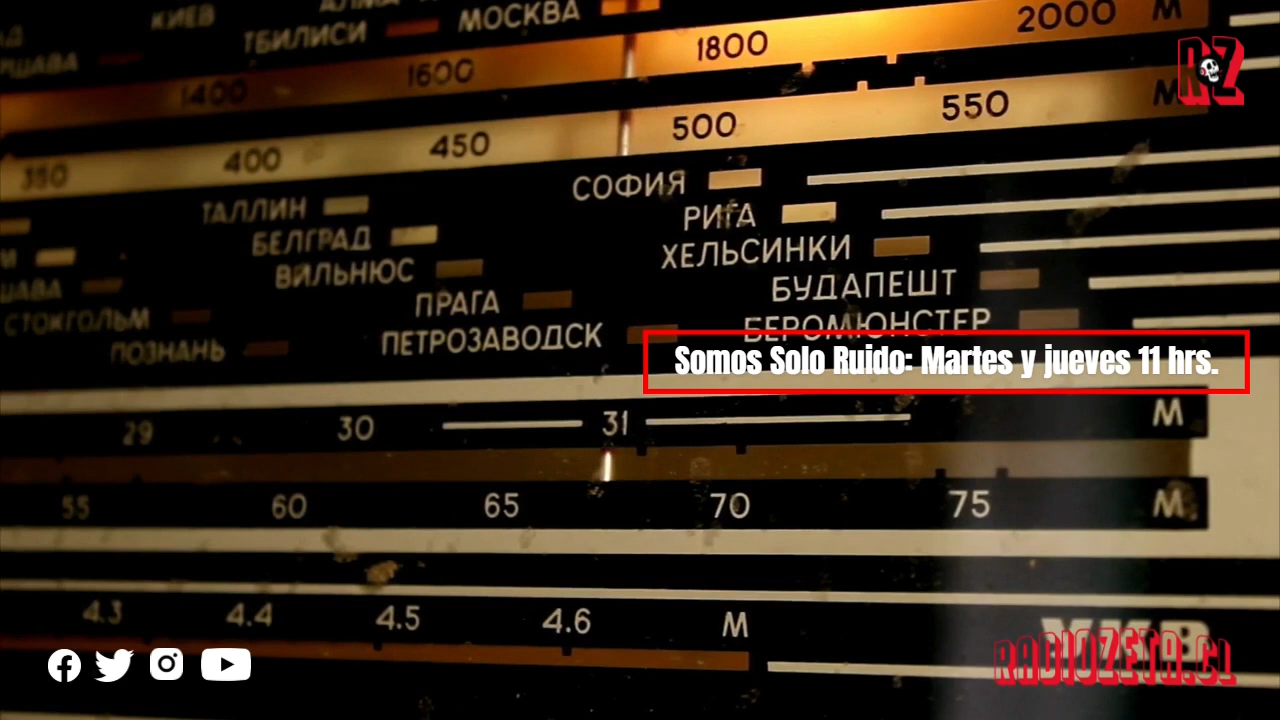 КИЕВ
МОСКВА
ТБИЛИСИ
2000 М
1800
1600
1400
М
550
500
450
400
350
СОФИЯ
ТАЛЛИН
РИГА
БЕЛГРАД
ХЕЛЬСИНКИ
ВИЛЬНЮС
БУДАПЕШТ
ПРАГА
СТОКГОЛЬМ
БЕРОМЮНСТЕР
ПЕТРОЗАВОДСК
ПОЗНАНЬ
Somos Solo Ruido: Martes y jueves 11 hrs.
29 30 31 М
55 60 65 70 75 М
4.3 4.4 4.5 4.6 М
RZ
RADIOZETA.CL